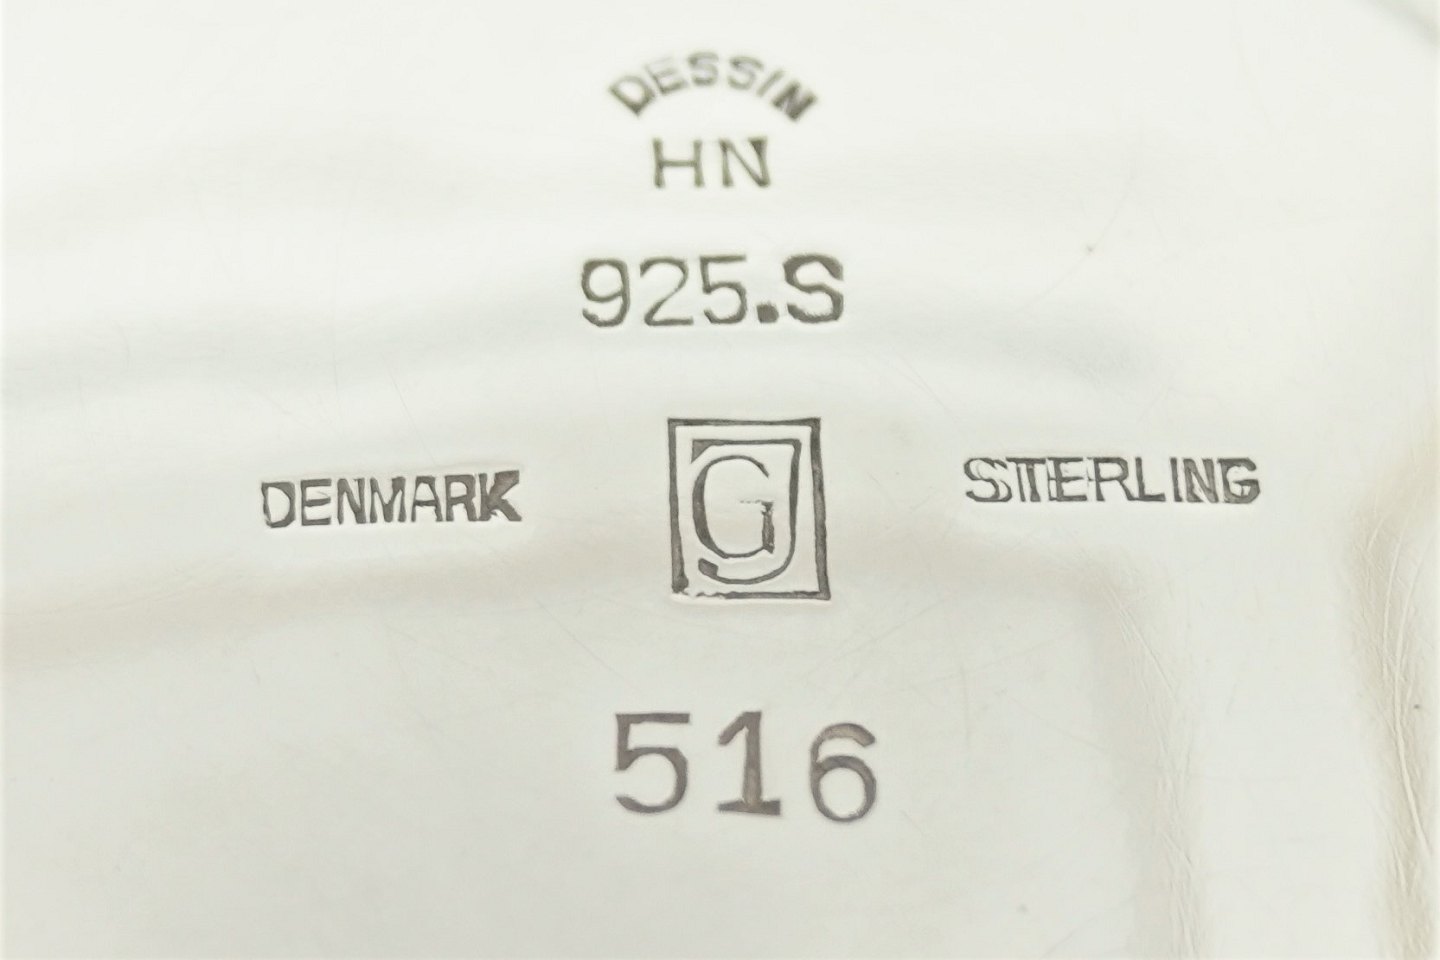 DESSIN
HN
925.S
DENMARK GJ STERLING
516